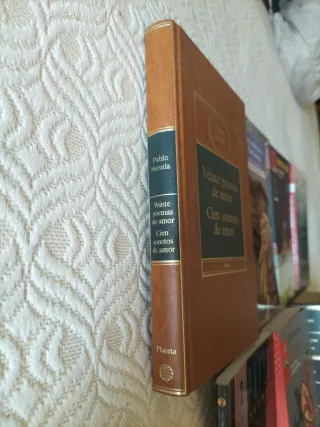 Pablo
Neruda
Veinte
poemas
de amor
Cien
sonetos
de amor
Planeta
Veinte poemas
de amor
Cien sonetos
de amor
Planeta